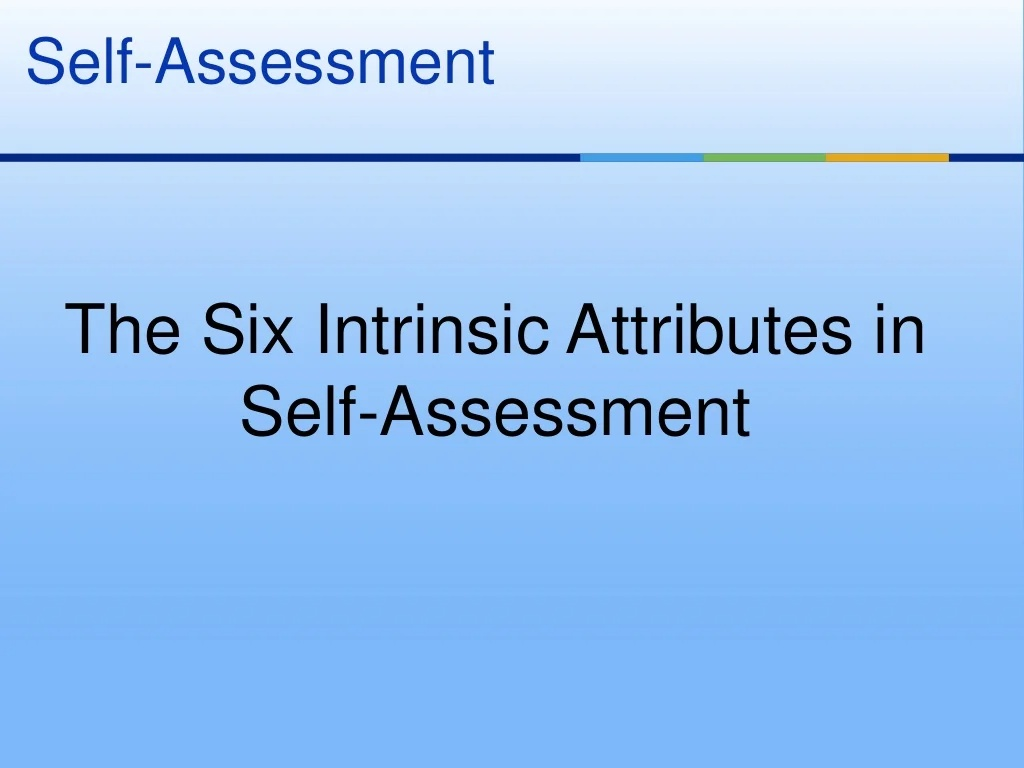 Self-Assessment
The Six Intrinsic Attributes in
Self-Assessment